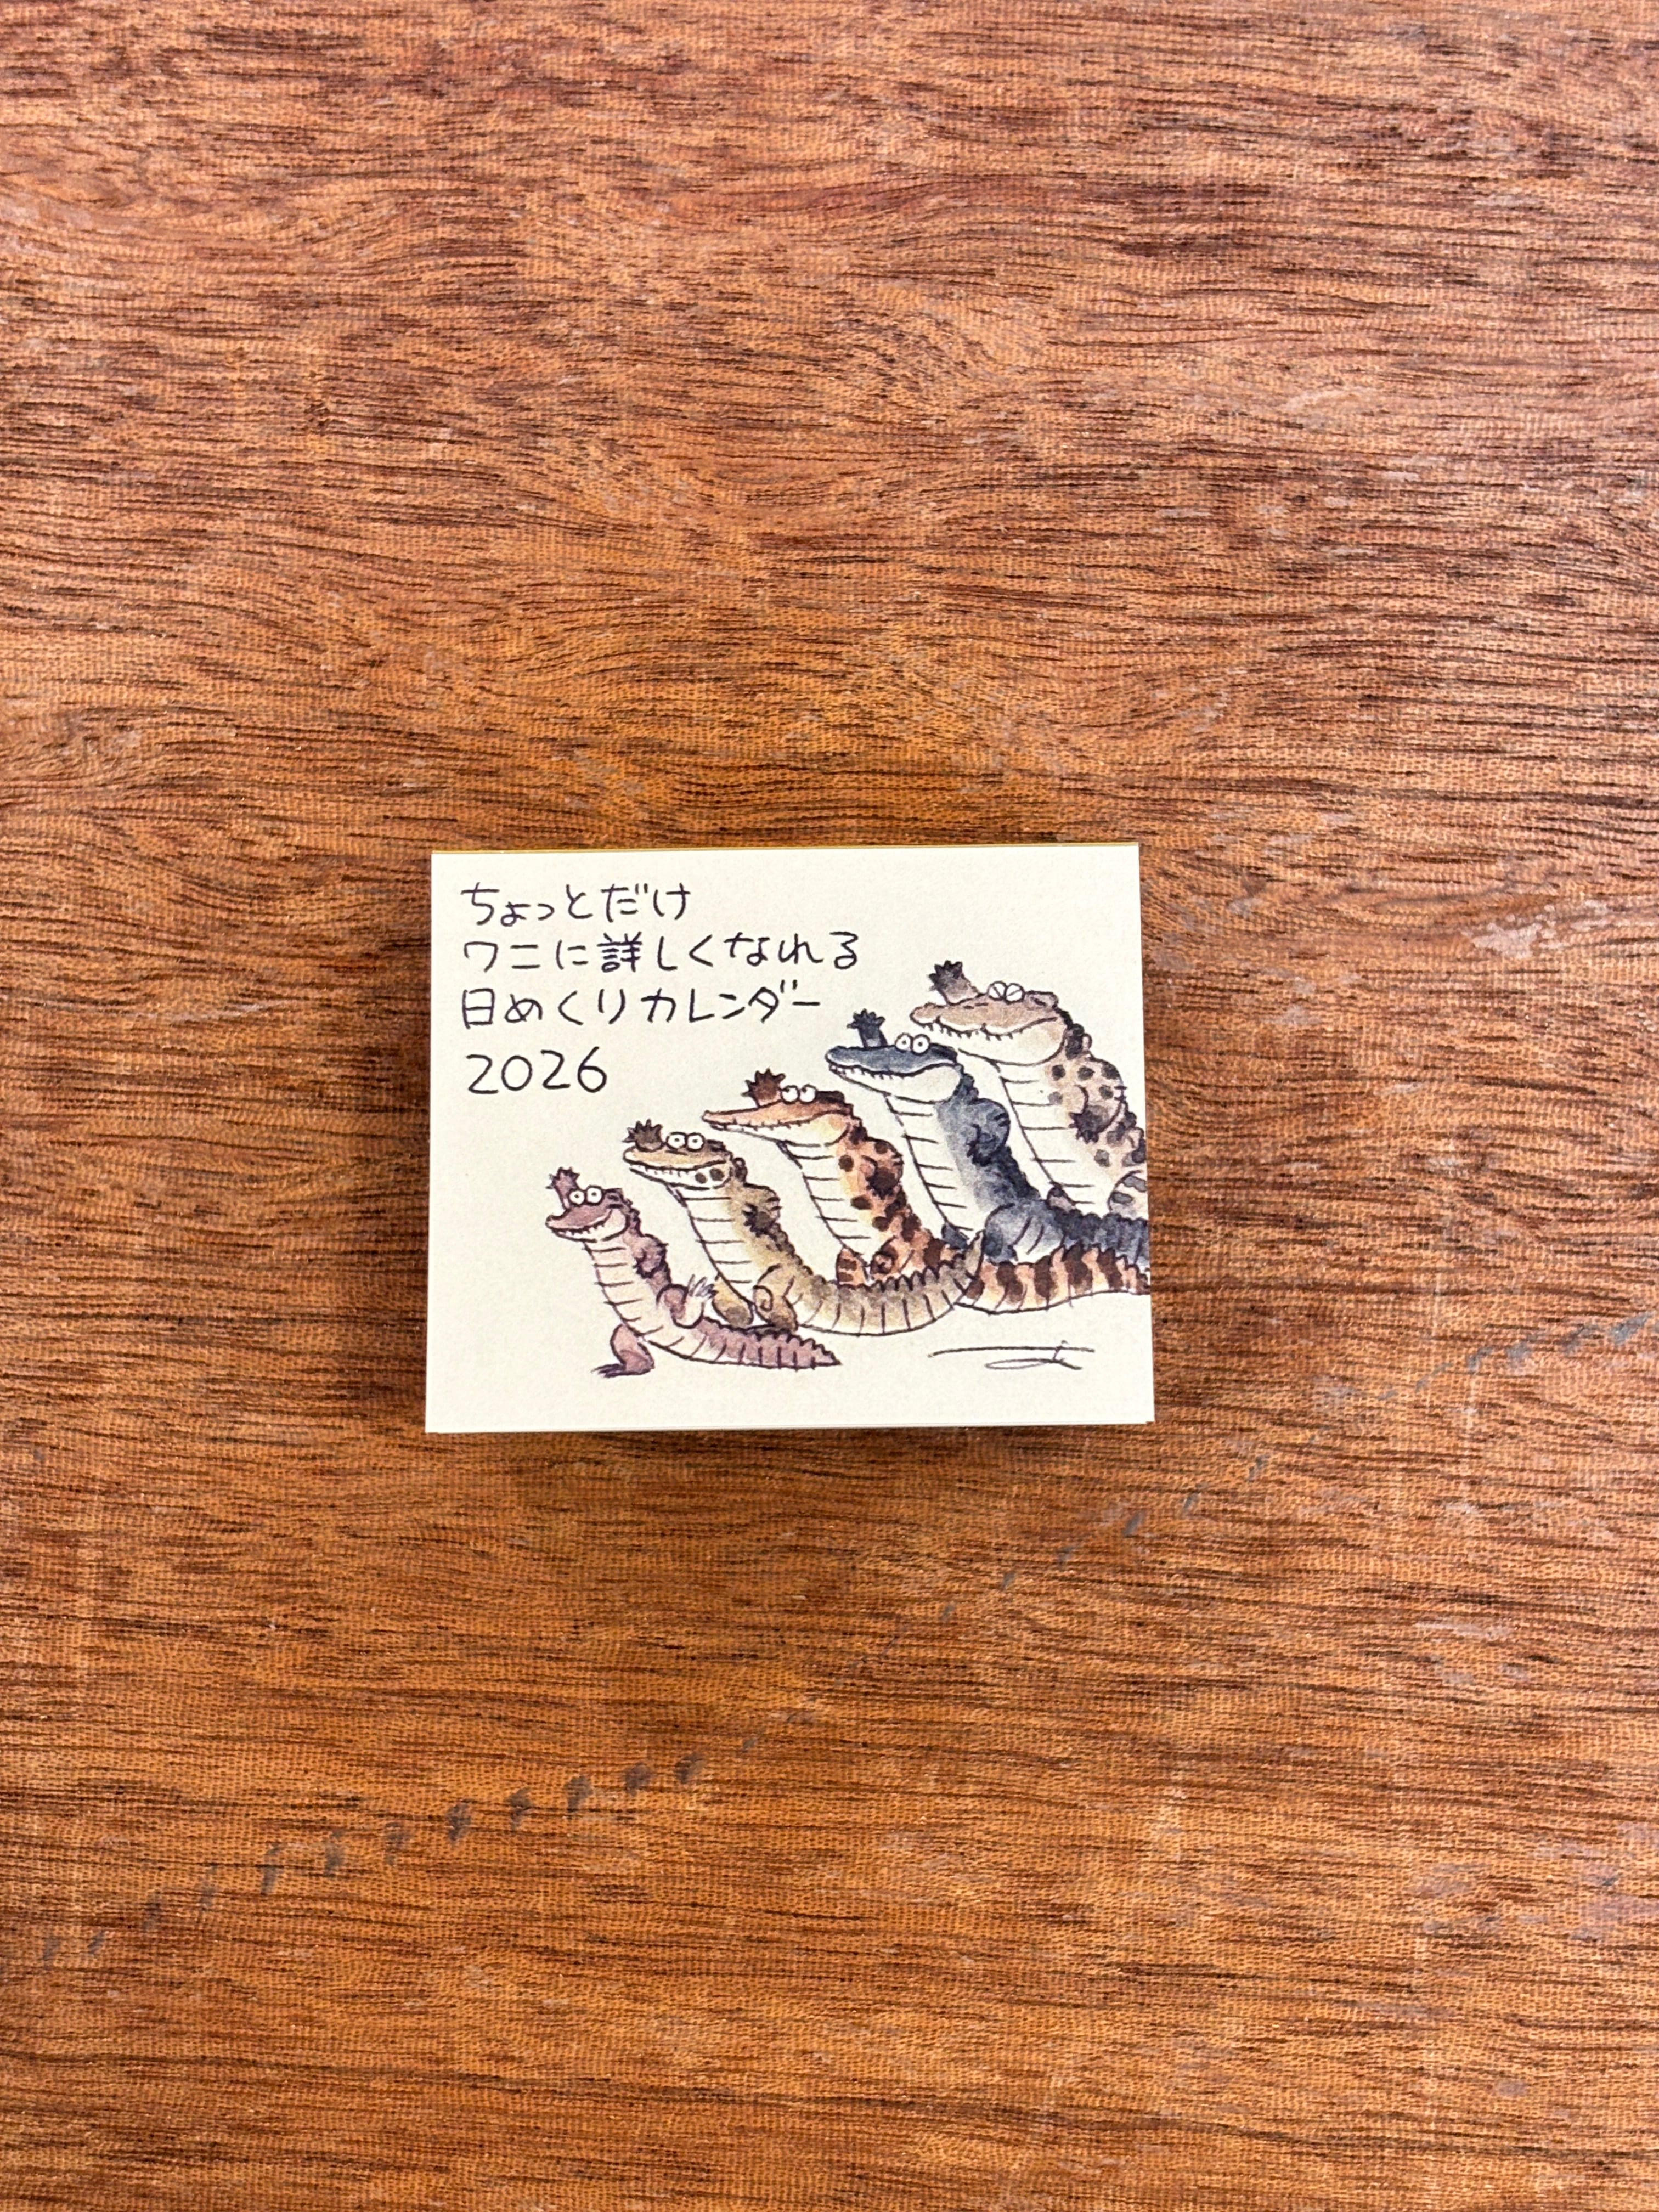 ちょっとだけ
ワニに詳しくなれる
日めくりカレンダー
2026